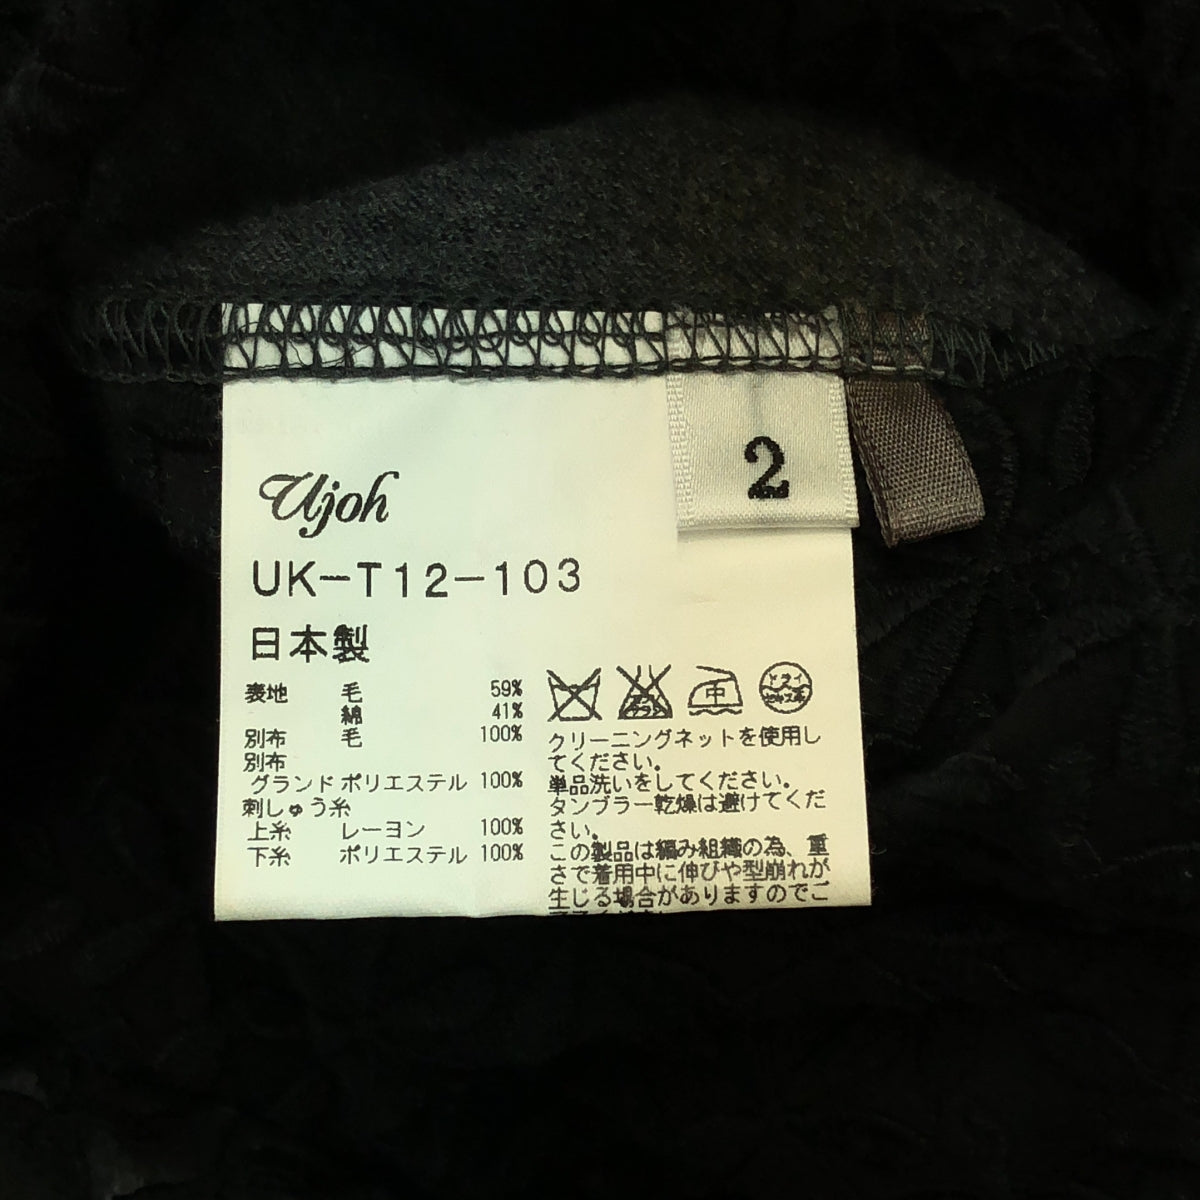 2
Ujoh
UK-T12-103
日本製
表地 毛 59%
綿 41%
別布 毛 100%
別布
グランド ポリエステル 100%
刺しゅう糸
上糸 レーヨン 100%
下糸 ポリエステル 100%
中
ドライ
クリーニングネットを使用し
てください。
単品洗いをしてください。
タンブラー乾燥は避けてくだ
さい。
この製品は編み組織の為、重
さで着用中に伸びや型崩れが
生じる場合がありますのでご